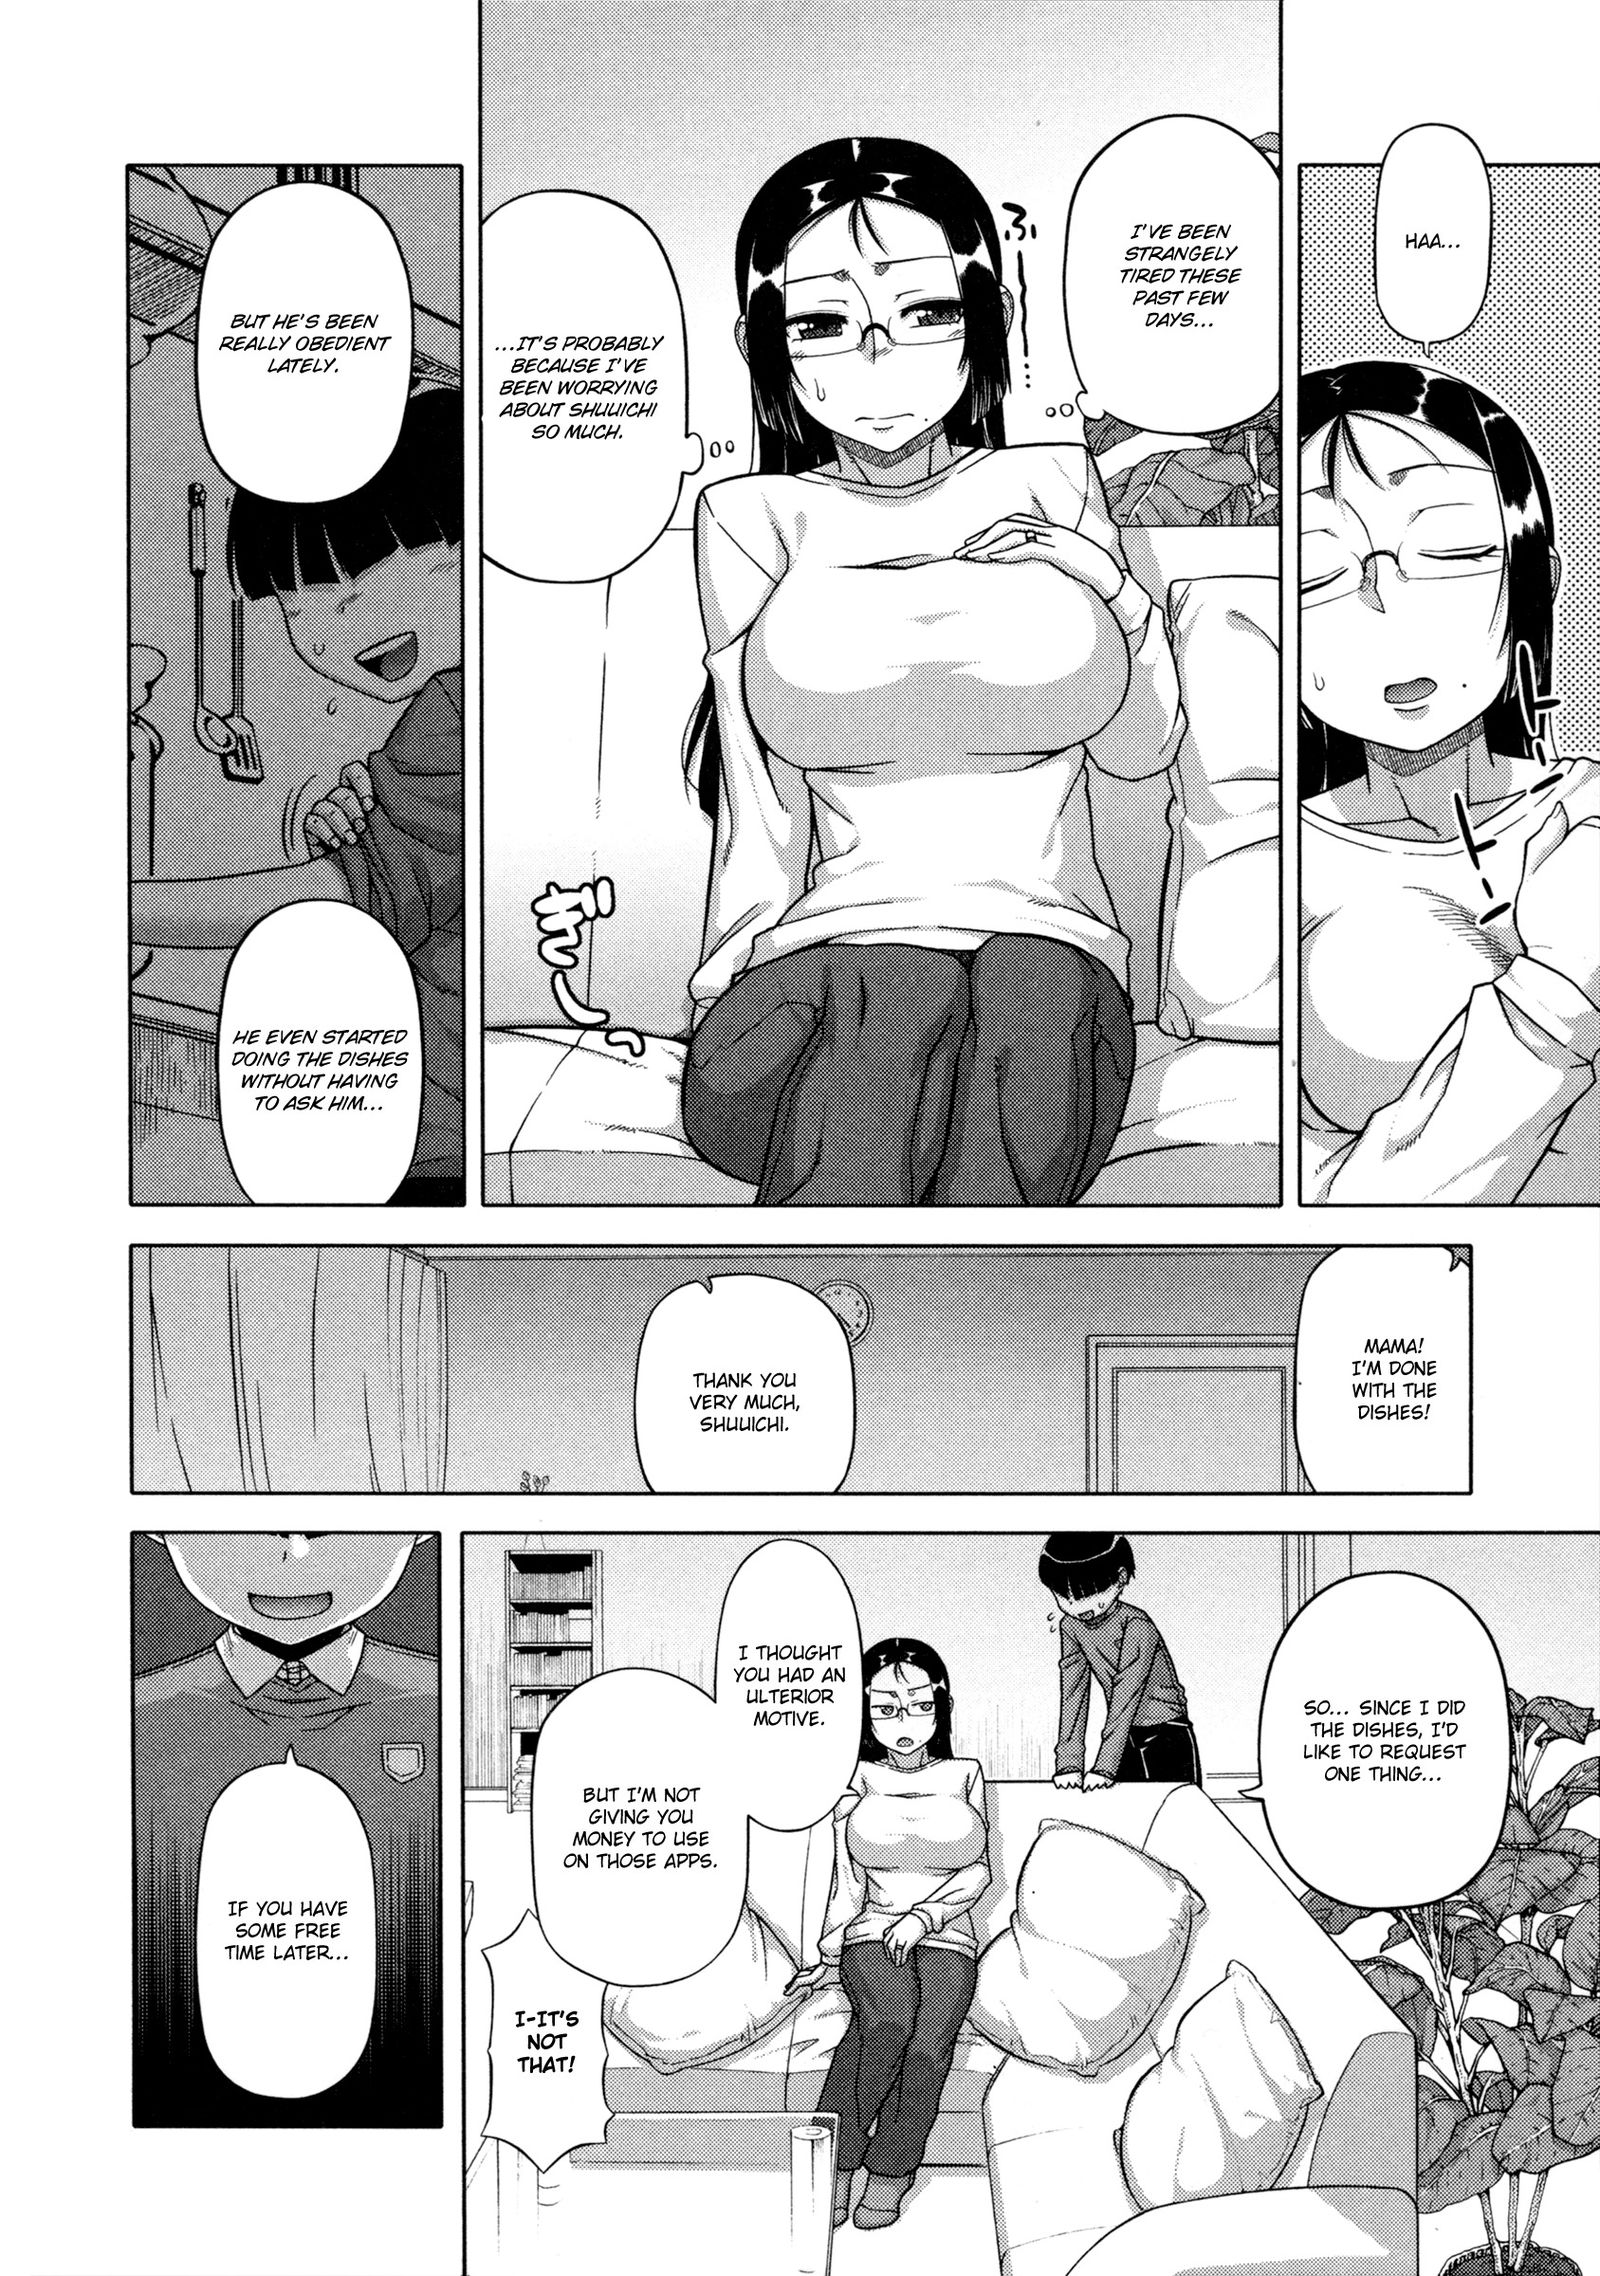 HAA...
I'VE BEEN
STRANGELY
TIRED THESE
PAST FEW
DAYS...
ふぅ
...IT'S PROBABLY
BECAUSE I'VE
BEEN WORRYING
ABOUT SHUUICHI
SO MUCH.
BUT HE'S BEEN
REALLY OBEDIENT
LATELY.
HE EVEN STARTED
DOING THE DISHES
WITHOUT HAVING
TO ASK HIM...
MAMA!
I'M DONE
WITH THE
DISHES!
THANK YOU
VERY MUCH,
SHUUICHI.
SO... SINCE I DID
THE DISHES, I'D
LIKE TO REQUEST
ONE THING...
I THOUGHT
YOU HAD AN
ULTERIOR
MOTIVE.
BUT I'M NOT
GIVING YOU
MONEY TO USE
ON THOSE APPS.
I-IT'S
NOT
THAT!
IF YOU HAVE
SOME FREE
TIME LATER...